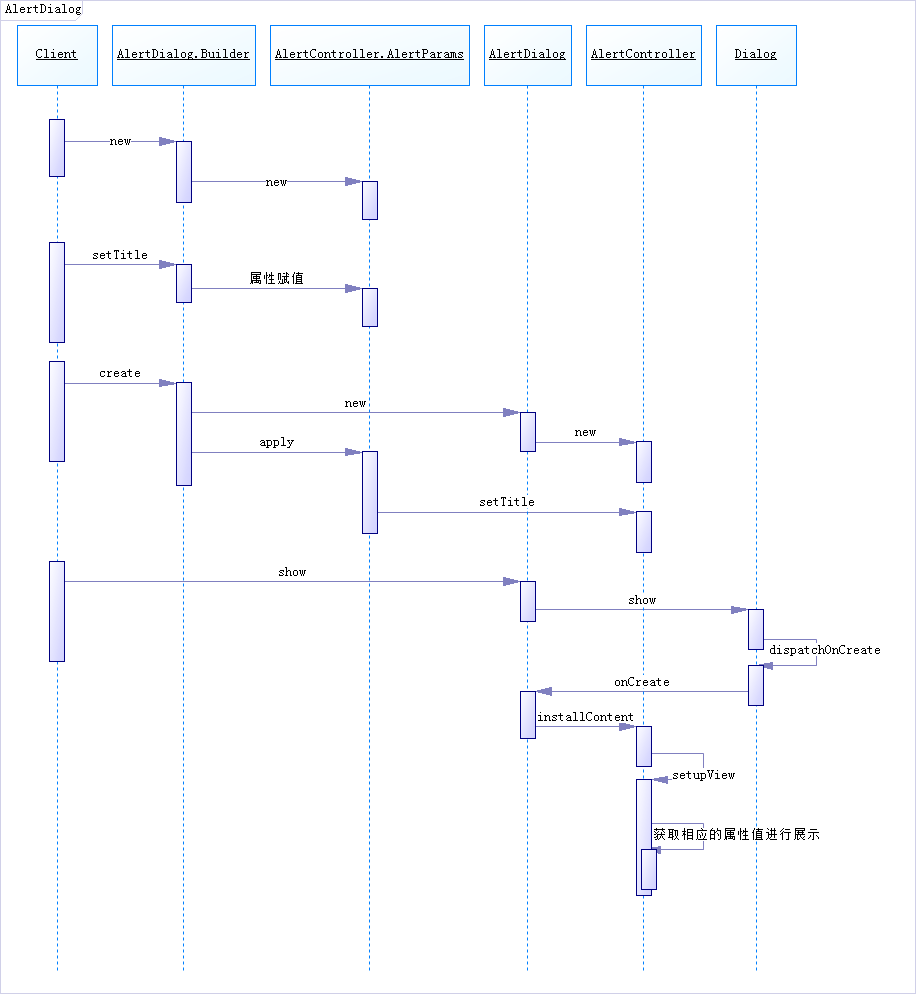 AlertDialog
Client
AlertDialog.Builder
AlertController.AlertParams
AlertDialog
AlertController
Dialog
new
new
setTitle
属性赋值
create
new
new
apply
setTitle
show
show
dispatchOnCreate
onCreate
installContent
setupView
获取相应的属性值进行展示